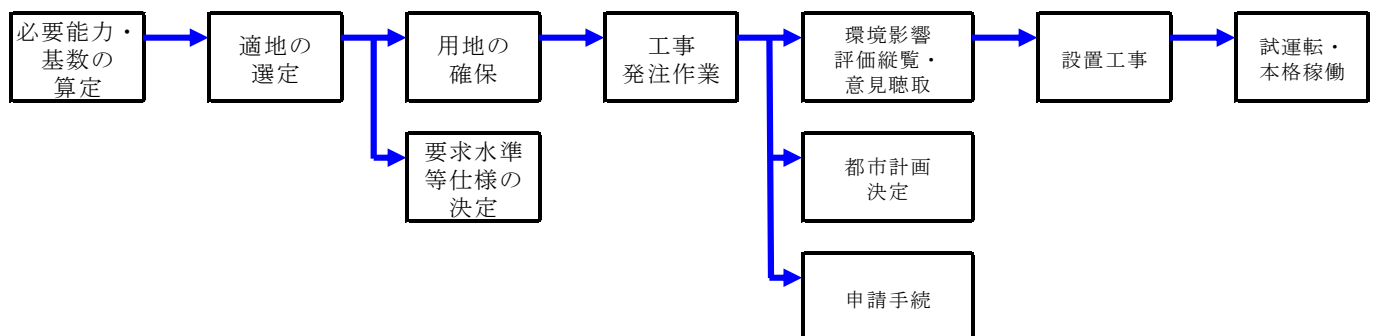 必要能力・
基数の
算定
適地の
選定
用地の
確保
工事
発注作業
環境影響
評価縦覧・
意見聴取
設置工事
試運転・
本格稼働
要求水準
等仕様の
決定
都市計画
決定
申請手続